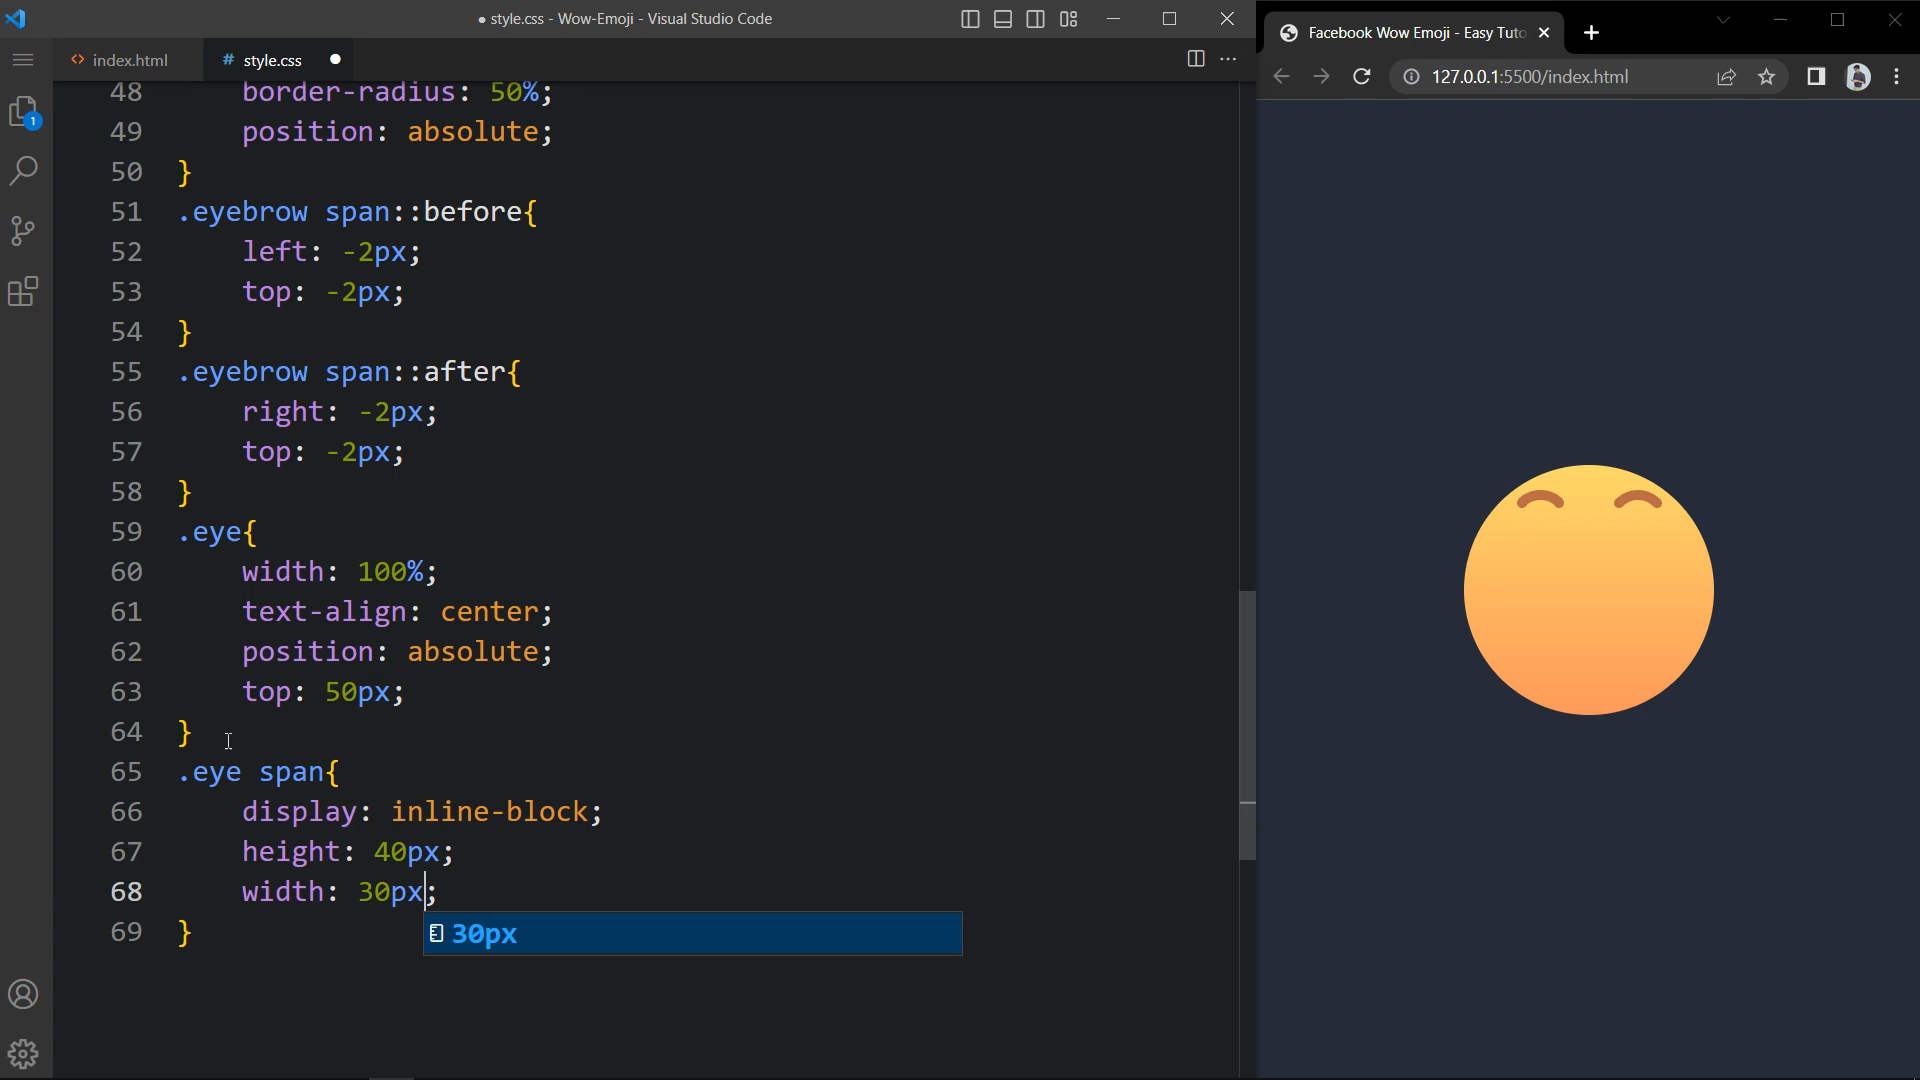 ● style.css - Wow-Emoji - Visual Studio Code
<> index.html
# style.css ●
1
48 border-radius: 50%;
49 position: absolute;
50 }
51 .eyebrow span::before{
52 left: -2px;
53 top: -2px;
54 }
55 .eyebrow span::after{
56 right: -2px;
57 top: -2px;
58 }
59 .eye{
60 width: 100%;
61 text-align: center;
62 position: absolute;
63 top: 50px;
64 }
65 .eye span{
66 display: inline-block;
67 height: 40px;
68 width: 30px;
69 }
30px
Facebook Wow Emoji - Easy Tuto
127.0.0.1:5500/index.html